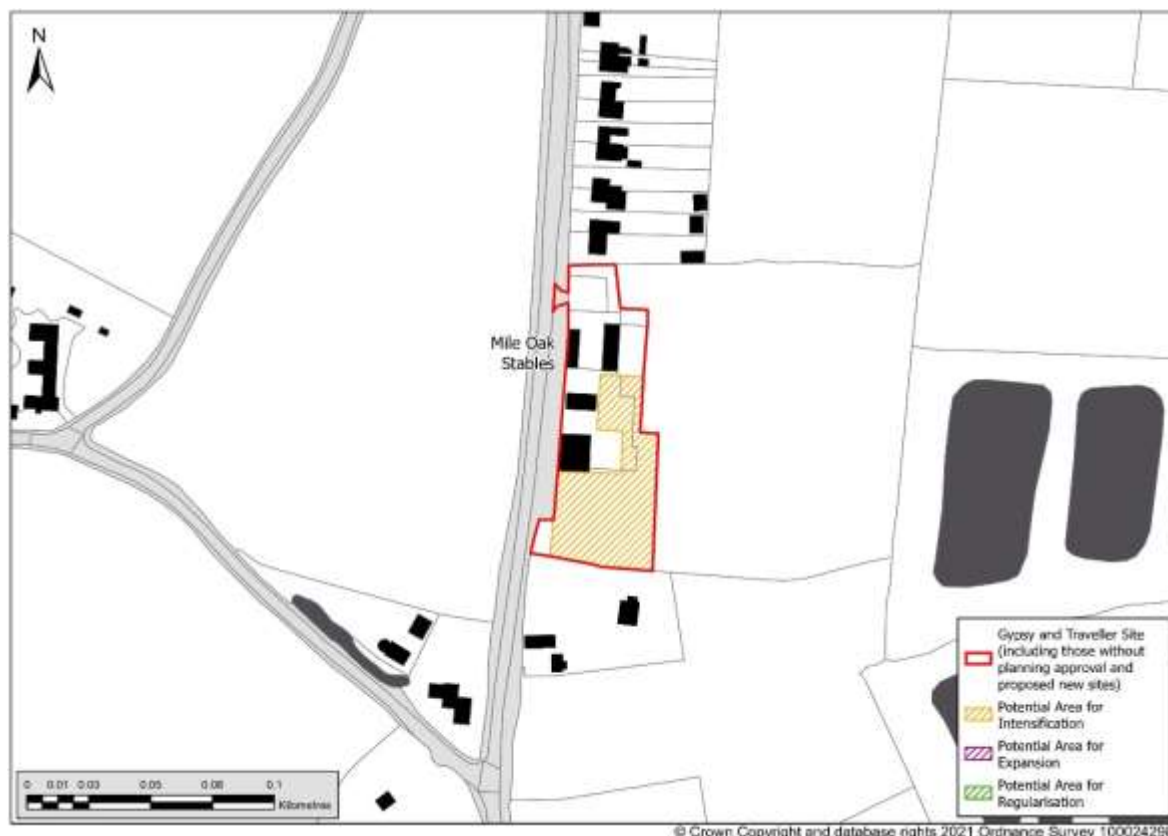 N
Mile Oak
Stables
Gypsy and Traveller Site
(including those without
planning approval and
proposed new sites)
Potential Area for
Intensification
Potential Area for
Expansion
Potential Area for
Regularisation
0 0.01 0.03 0.05 0.08 0.1
Kilometres
© Crown Copyright and database rights 2021 Ordnance Survey